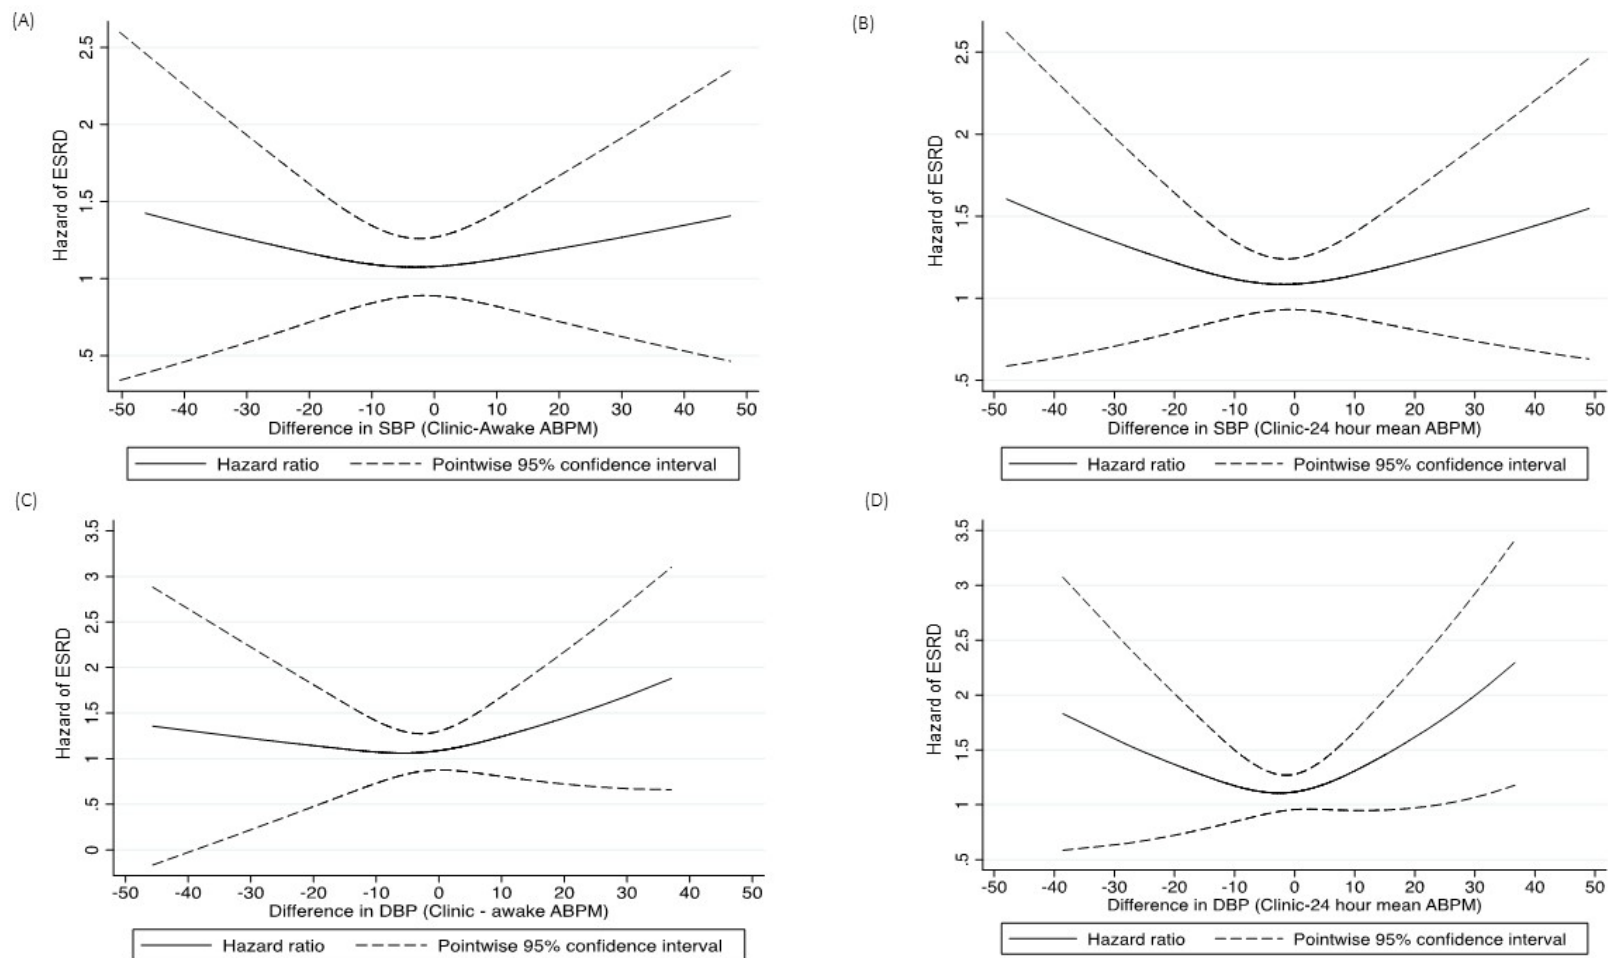 (A)
Hazard of ESRD
2.5
2
1.5
1
.5
-50 -40 -30 -20 -10 0 10 20 30 40 50
Difference in SBP (Clinic-Awake ABPM)
Hazard ratio Pointwise 95% confidence interval
(B)
Hazard of ESRD
2.5
2
1.5
1
.5
-50 -40 -30 -20 -10 0 10 20 30 40 50
Difference in SBP (Clinic-24 hour mean ABPM)
Hazard ratio Pointwise 95% confidence interval
(C)
Hazard of ESRD
3.5
3
2.5
2
1.5
1
.5
0
-50 -40 -30 -20 -10 0 10 20 30 40 50
Difference in DBP (Clinic - awake ABPM)
Hazard ratio Pointwise 95% confidence interval
(D)
Hazard of ESRD
3.5
3
2.5
2
1.5
1
.5
-50 -40 -30 -20 -10 0 10 20 30 40 50
Difference in DBP (Clinic-24 hour mean ABPM)
Hazard ratio Pointwise 95% confidence interval